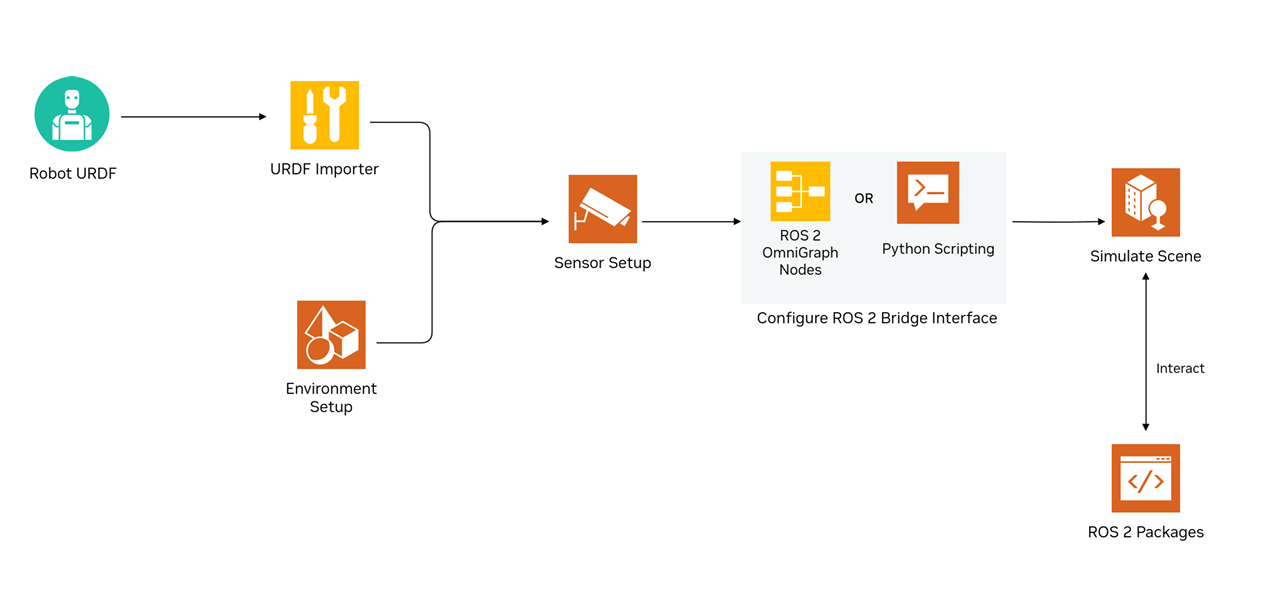 Robot URDF
URDF Importer
Environment
Setup
Sensor Setup
ROS 2
OmniGraph
Nodes
OR
Python Scripting
Configure ROS 2 Bridge Interface
Simulate Scene
Interact
ROS 2 Packages